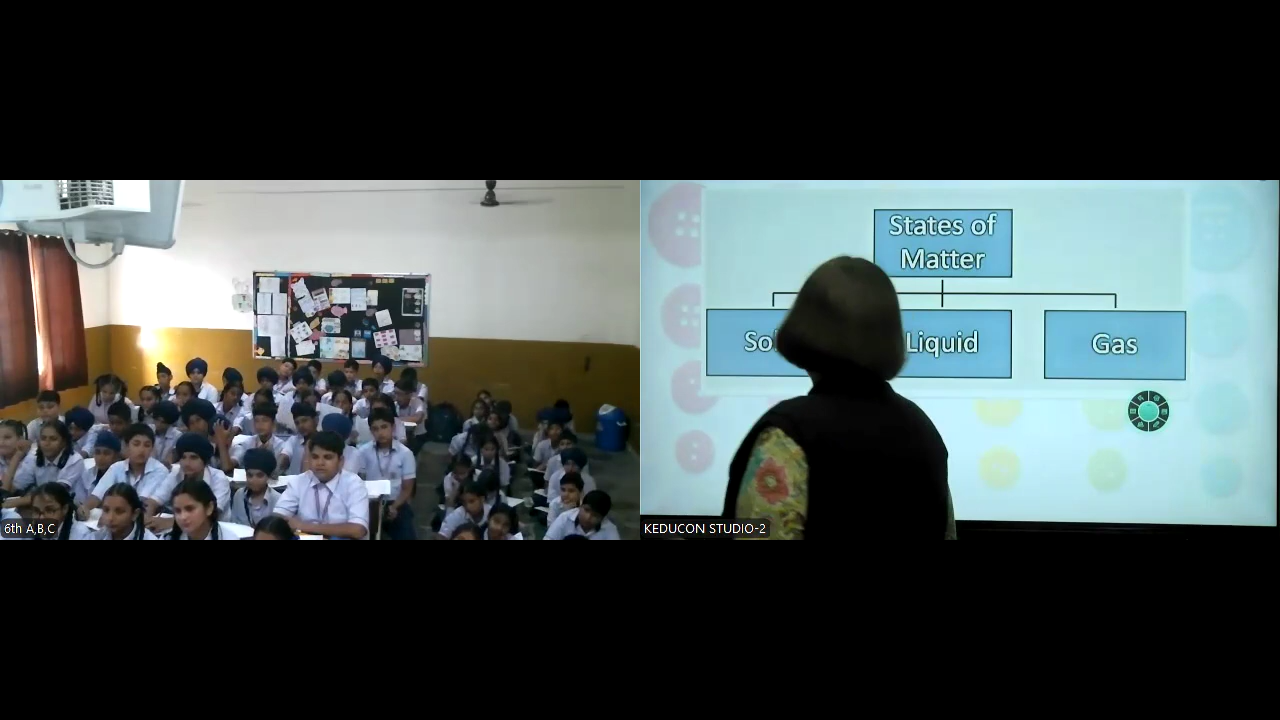 States of
Matter
Liquid
Gas
6th A,B,C
KEDUCON STUDIO-2